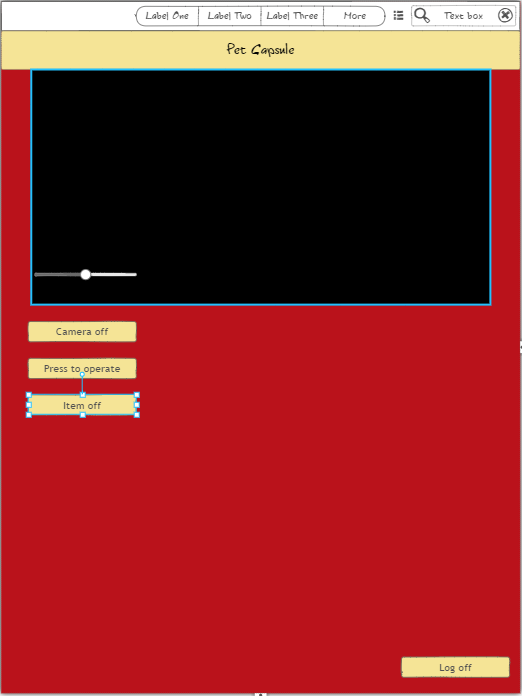 Label One Label Two Label Three More Text box
Pet Capsule
Camera off
Press to operate
Item off
Log off